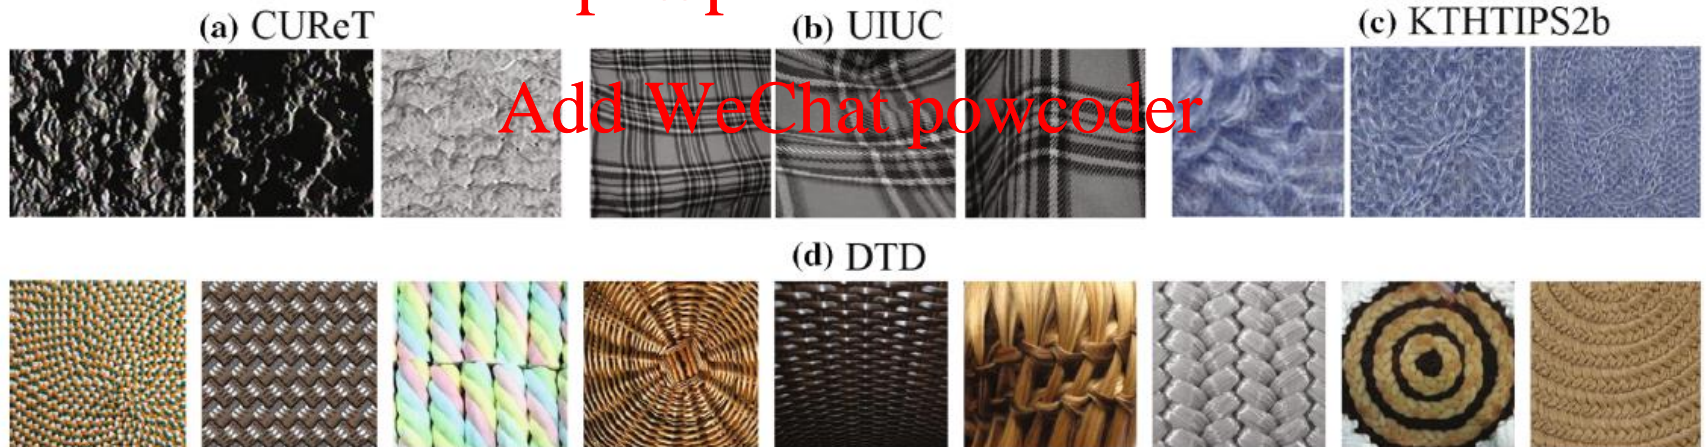 (a) CUReT
(b) UIUC
(c) KTHTIPS2b
Add WeChat powcoder
(d) DTD